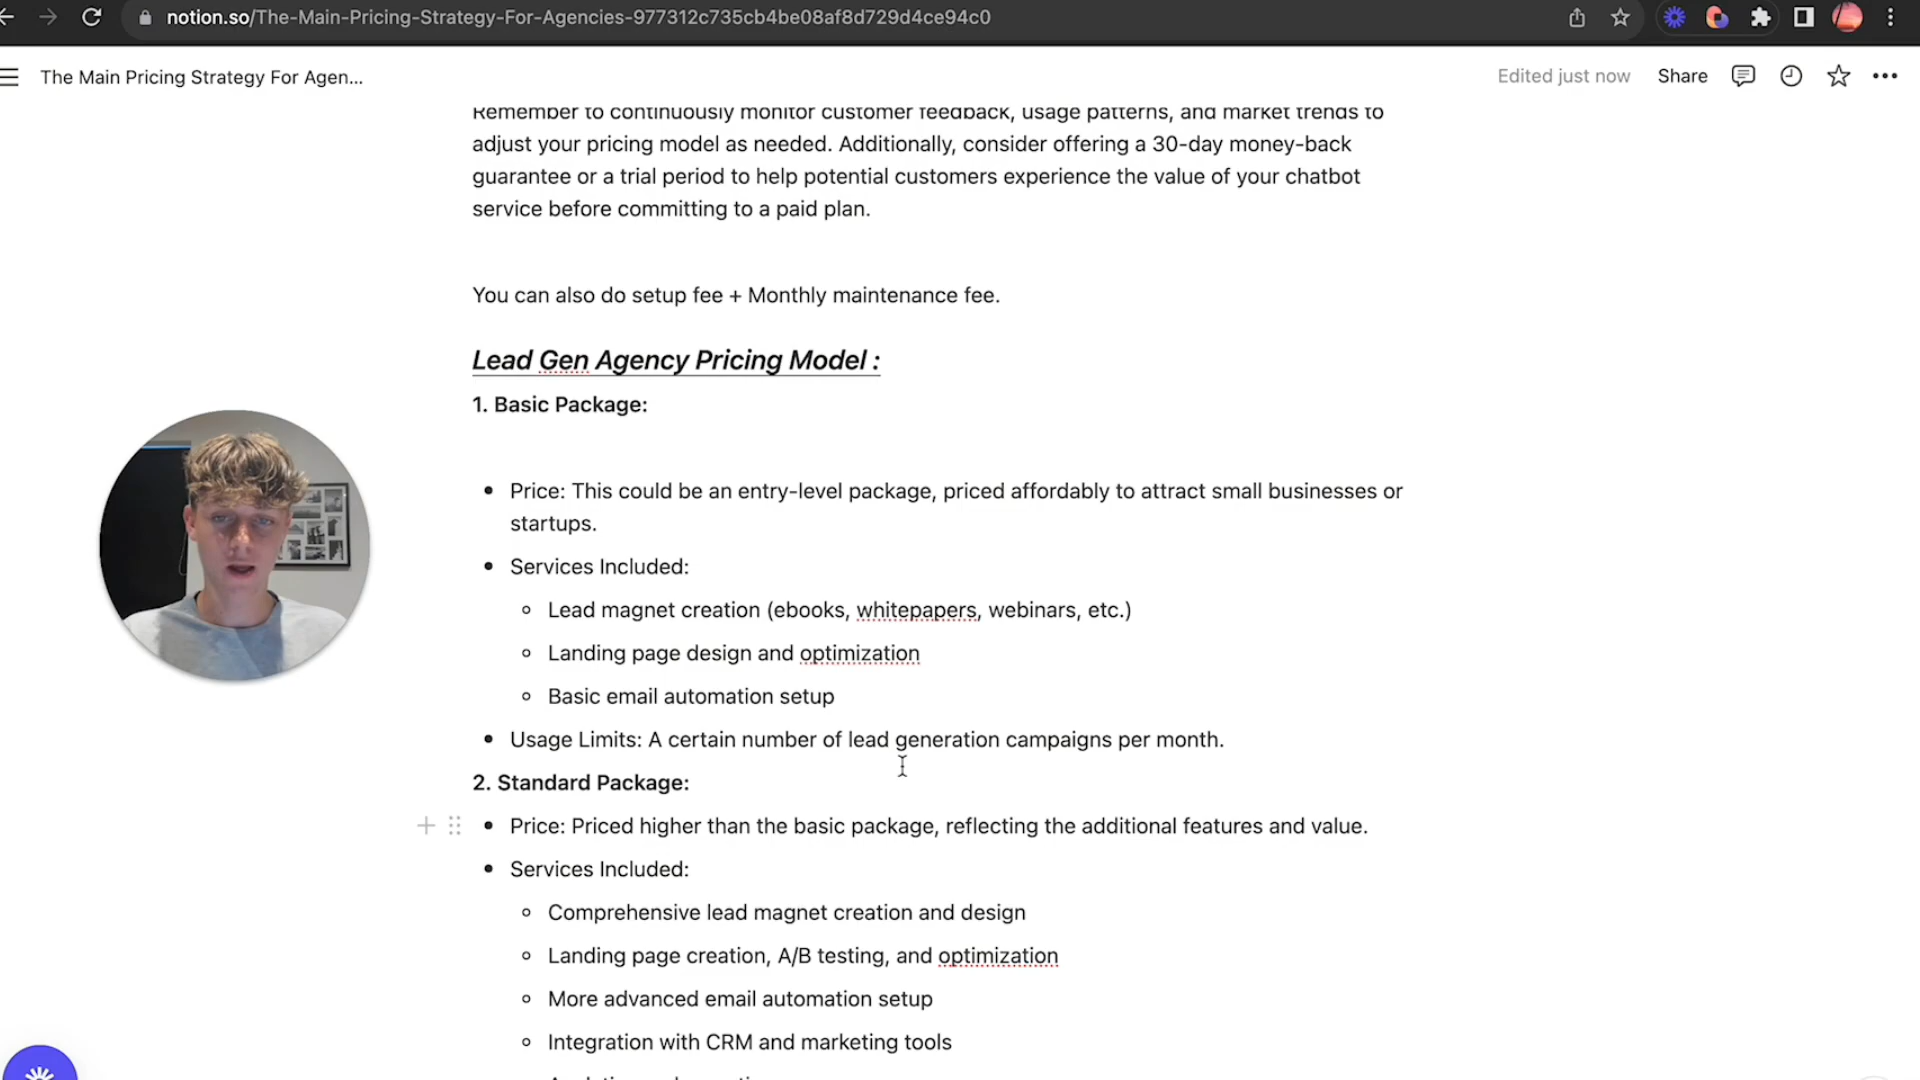 notion.so/The-Main-Pricing-Strategy-For-Agencies-977312c735cb4be08af8d729d4ce94c0
The Main Pricing Strategy For Agen...
Edited just now
Share
Remember to continuously monitor customer feedback, usage patterns, and market trends to
adjust your pricing model as needed. Additionally, consider offering a 30-day money-back
guarantee or a trial period to help potential customers experience the value of your chatbot
service before committing to a paid plan.
You can also do setup fee + Monthly maintenance fee.
Lead Gen Agency Pricing Model :
1. Basic Package:
• Price: This could be an entry-level package, priced affordably to attract small businesses or
startups.
• Services Included:
◦ Lead magnet creation (ebooks, whitepapers, webinars, etc.)
◦ Landing page design and optimization
◦ Basic email automation setup
• Usage Limits: A certain number of lead generation campaigns per month.
2. Standard Package:
• Price: Priced higher than the basic package, reflecting the additional features and value.
• Services Included:
◦ Comprehensive lead magnet creation and design
◦ Landing page creation, A/B testing, and optimization
◦ More advanced email automation setup
◦ Integration with CRM and marketing tools